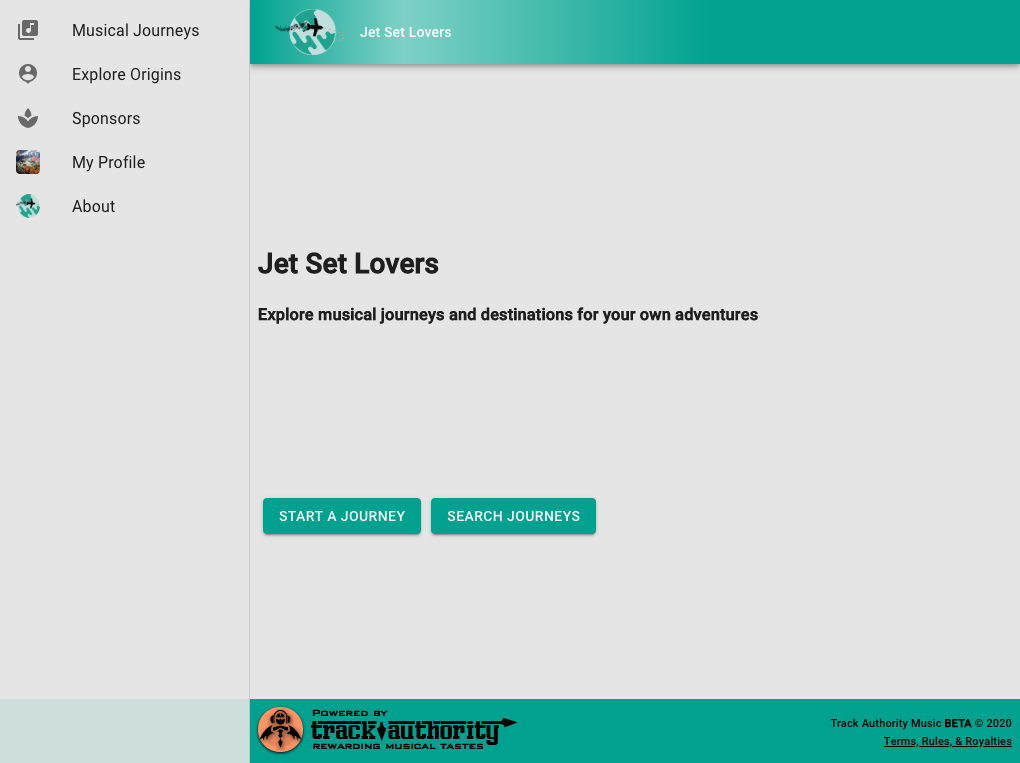 Musical Journeys
Explore Origins
Sponsors
My Profile
About
Jet Set Lovers
Jet Set Lovers
Explore musical journeys and destinations for your own adventures
START A JOURNEY
SEARCH JOURNEYS
POWERED BY
track authority
REWARDING MUSICAL TASTES
Track Authority Music BETA © 2020
Terms, Rules, & Royalties